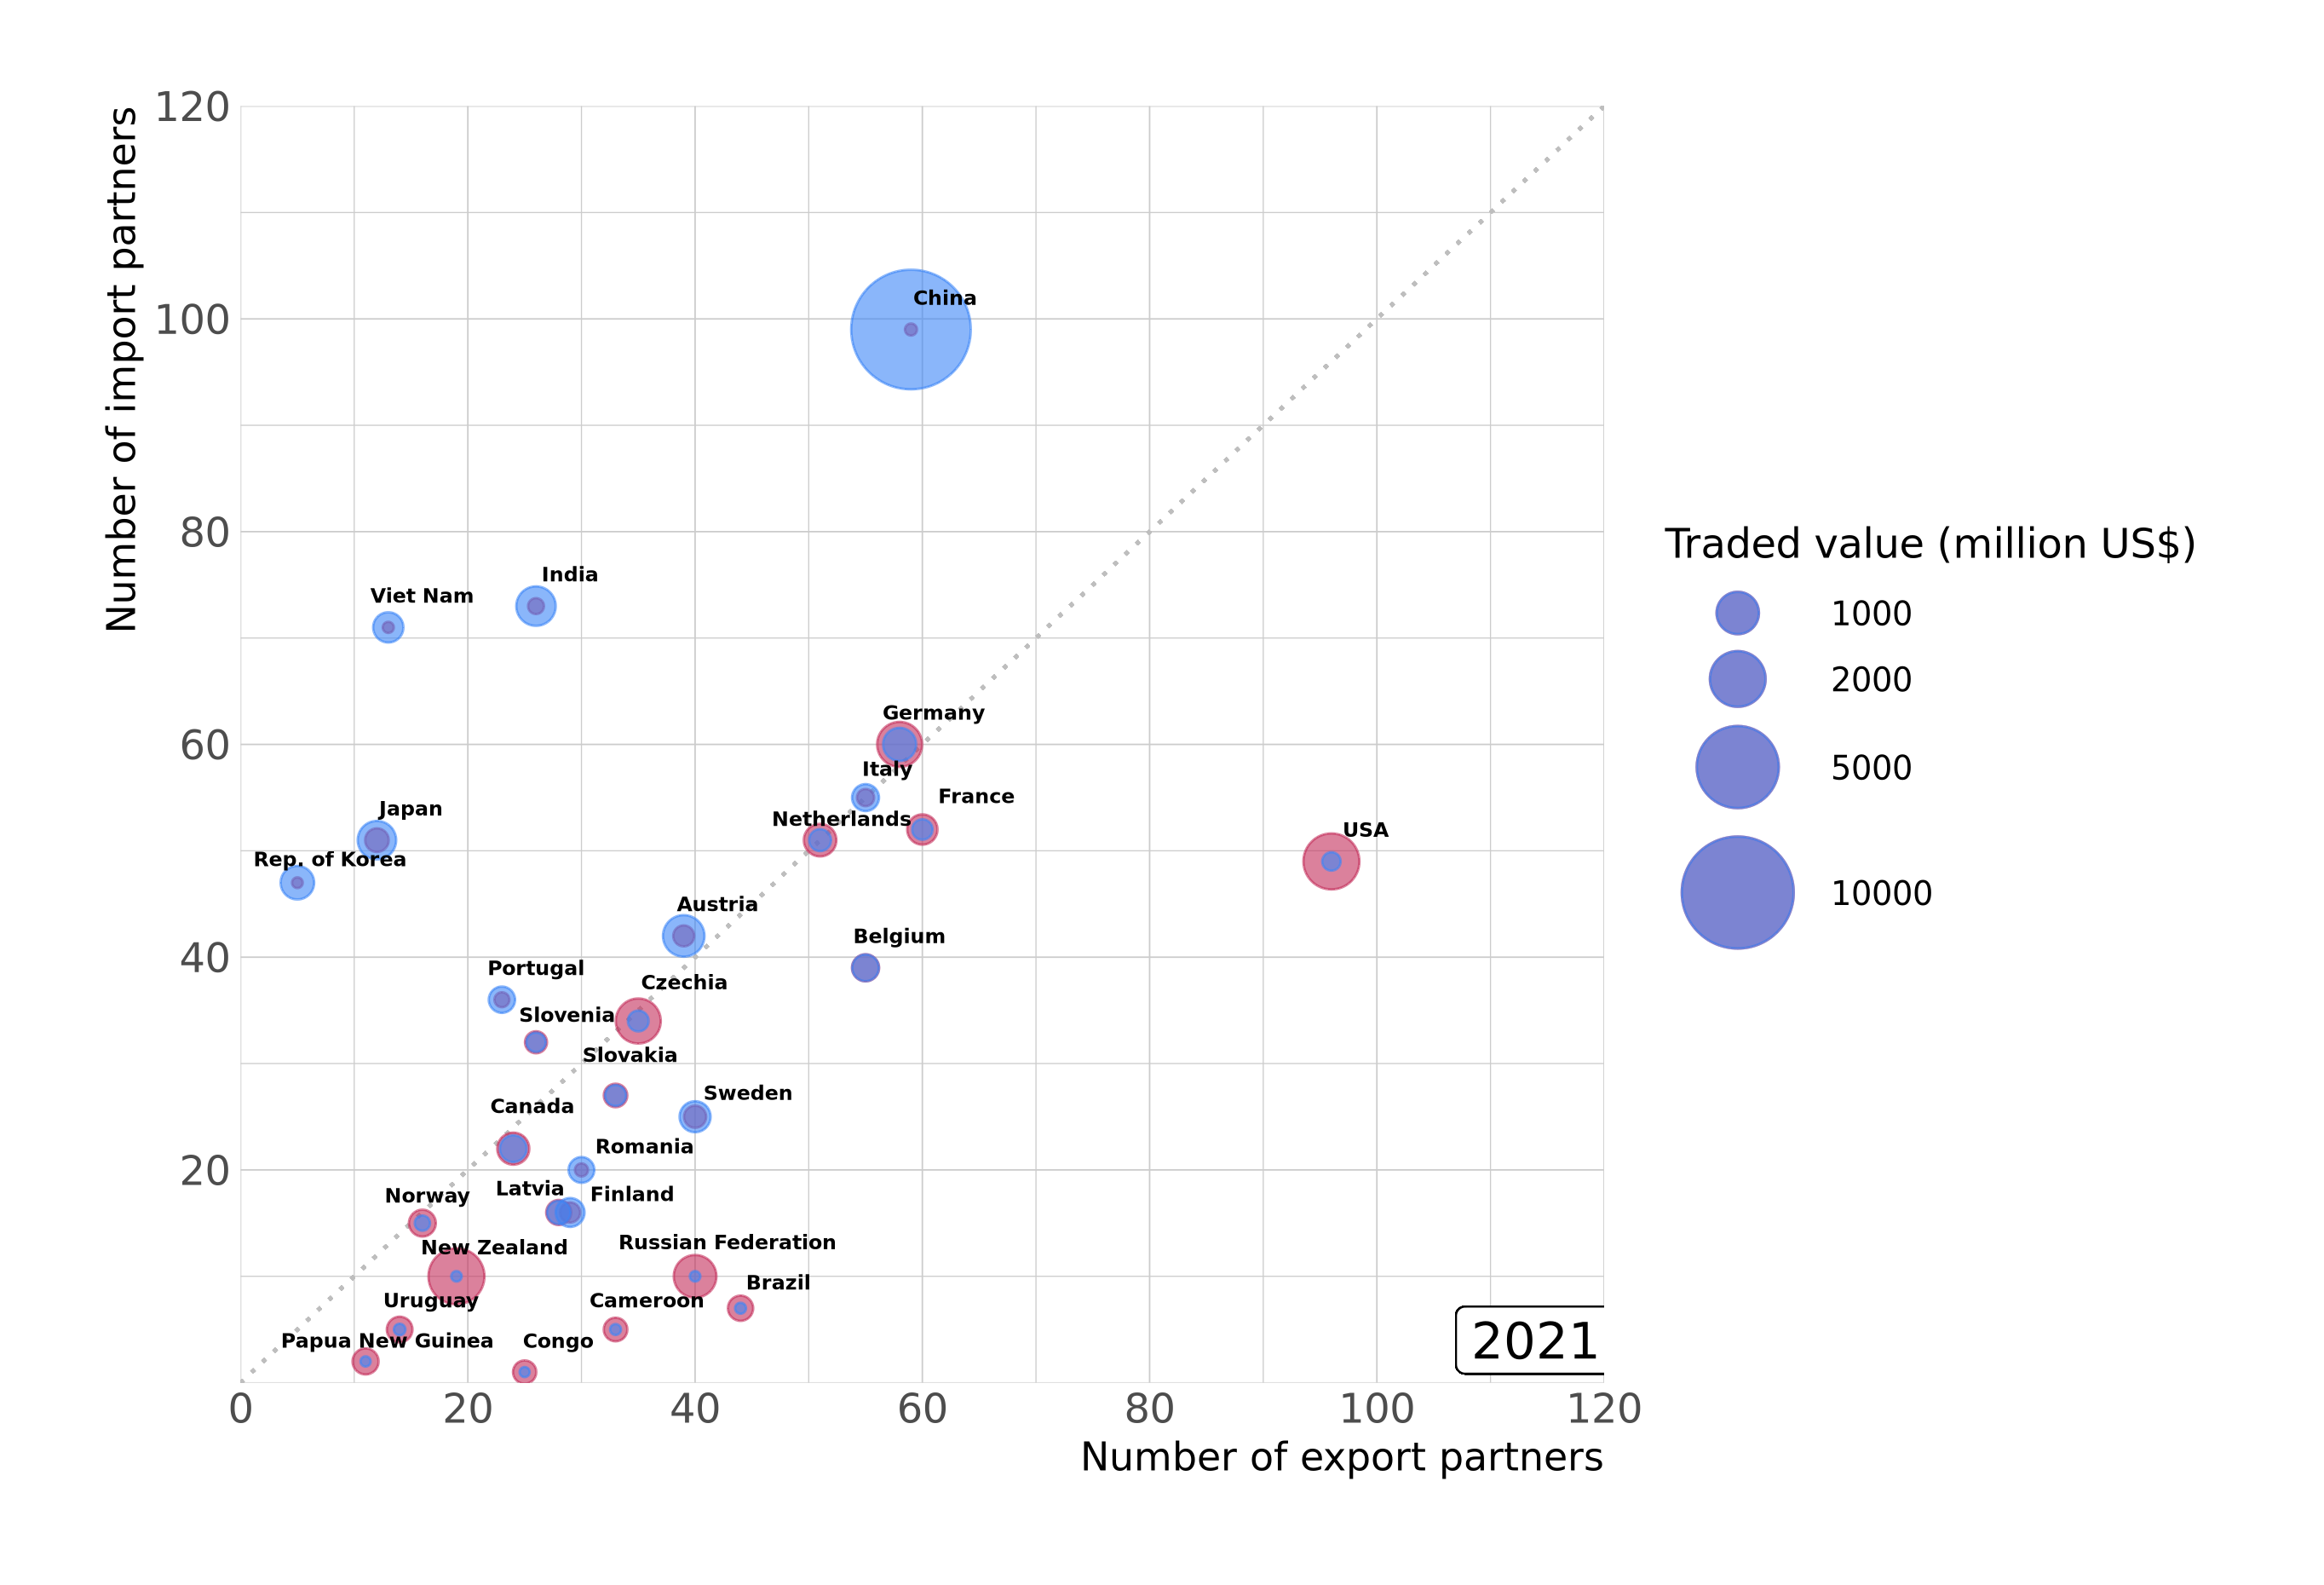 Number of import partners
120
100
80
60
40
20
China
India
Viet Nam
Germany
Italy
France
Japan
Netherlands
USA
Rep. of Korea
Austria
Belgium
Portugal
Czechia
Slovenia
Slovakia
Sweden
Canada
Romania
Latvia
Finland
Norway
New Zealand
Russian Federation
Brazil
Uruguay
Cameroon
Papua New Guinea
Congo
2021
0 20 40 60 80 100 120
Number of export partners
Traded value (million US$)
1000
2000
5000
10000